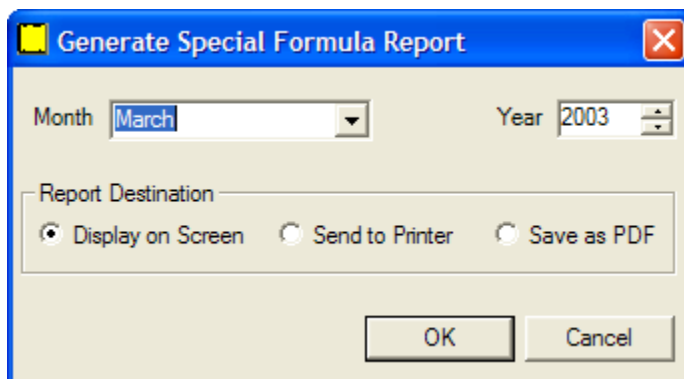 Generate Special Formula Report
Month March Year 2003
Report Destination
Display on Screen Send to Printer Save as PDF
OK Cancel